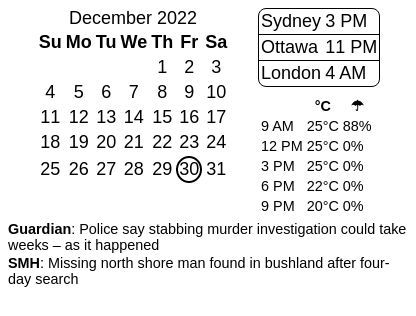 December 2022
Su Mo Tu We Th Fr Sa
1 2 3
4 5 6 7 8 9 10
11 12 13 14 15 16 17
18 19 20 21 22 23 24
25 26 27 28 29 30 31
Sydney 3 PM
Ottawa 11 PM
London 4 AM
°C ☂
9 AM 25°C 88%
12 PM 25°C 0%
3 PM 25°C 0%
6 PM 22°C 0%
9 PM 20°C 0%
Guardian: Police say stabbing murder investigation could take
weeks – as it happened
SMH: Missing north shore man found in bushland after four-
day search